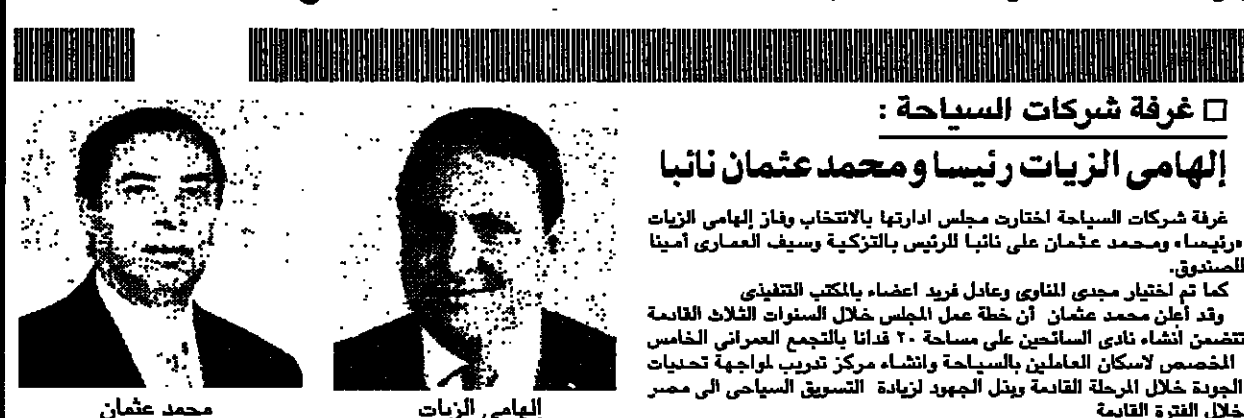 □ غرفة شركات السياحة :
إلهامى الزيات رئيسا ومحمد عثمان نائبا
غرفة شركات السياحة اختارت مجلس ادارتها بالانتخاب وفاز إلهامى الزيات
«رئيسا» ومحمد عثمان على نائبا للرئيس بالتزكية وسيف العمارى أمينا
للصندوق.
كما تم اختيار مجدى المناوى وعادل فريد اعضاء بالمكتب التنفيذى
وقد أعلن محمد عثمان أن خطة عمل المجلس خلال السنوات الثلاث القادمة
تتضمن انشاء نادى السائحين على مساحة ٢٠ فدانا بالتجمع العمرانى الخامس
المخصص لاسكان العاملين بالسياحة وانشاء مركز تدريب لمواجهة تحديات
الجودة خلال المرحلة القادمة وبذل الجهود لزيادة التسويق السياحى الى مصر
خلال الفترة القادمة
إلهامى الزيات
محمد عثمان